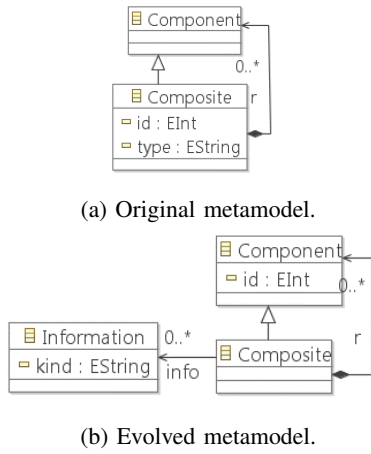 Component
0..*
Composite
r
id : EInt
type : EString
(a) Original metamodel.
Component
id : EInt
0..*
Information
0..*
kind : EString
info
Composite
r
(b) Evolved metamodel.